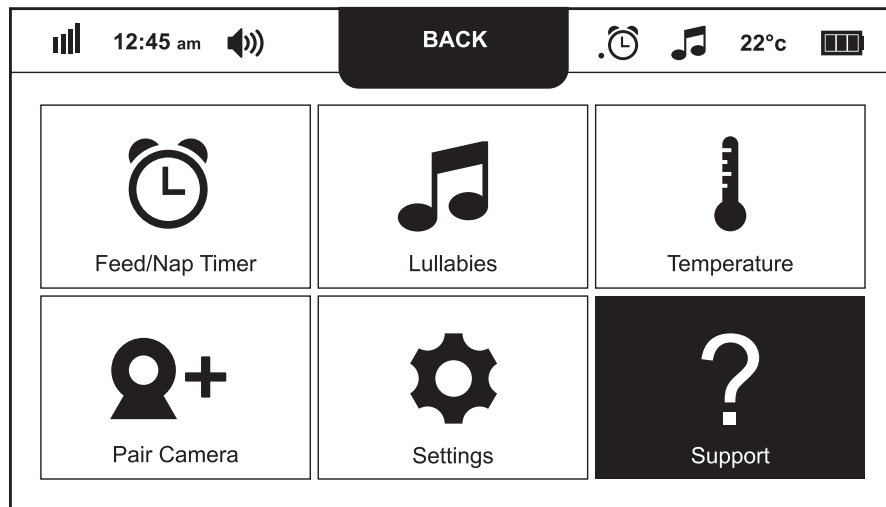 12:45 am BACK 22°c
Feed/Nap Timer Lullabies Temperature
Pair Camera Settings Support